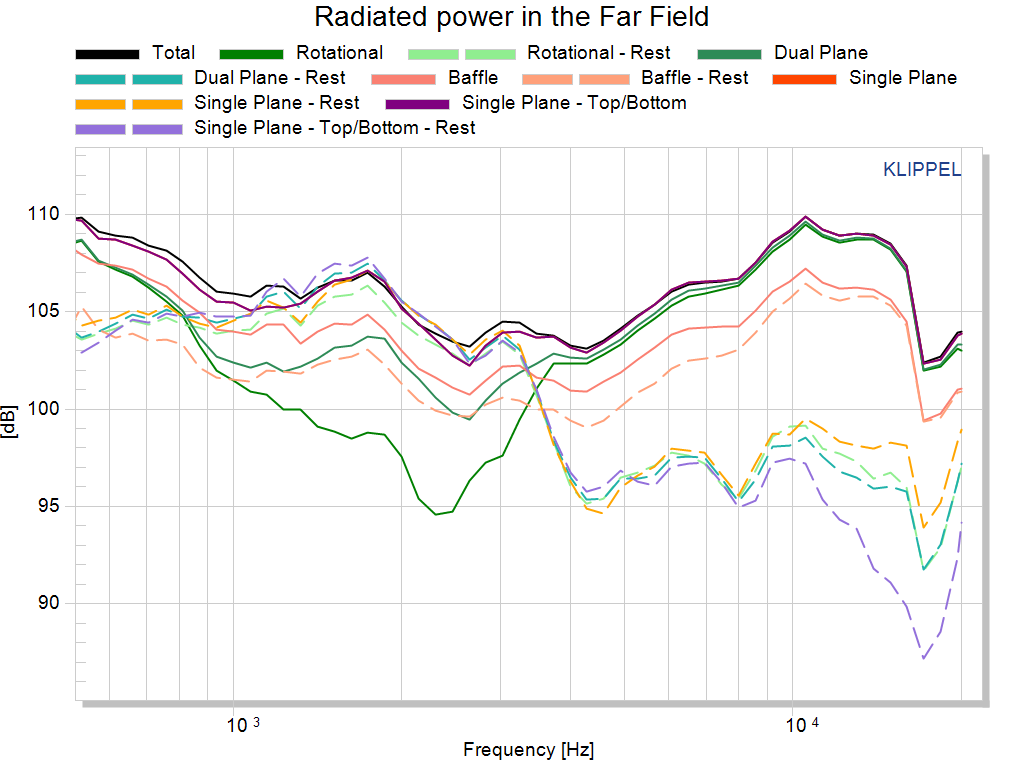 Radiated power in the Far Field
Total Rotational Rotational - Rest Dual Plane
Dual Plane - Rest Baffle Baffle - Rest Single Plane
Single Plane - Rest Single Plane - Top/Bottom
Single Plane - Top/Bottom - Rest
KLIPPEL
110
105
100
[dB]
95
90
10 3 10 4
Frequency [Hz]